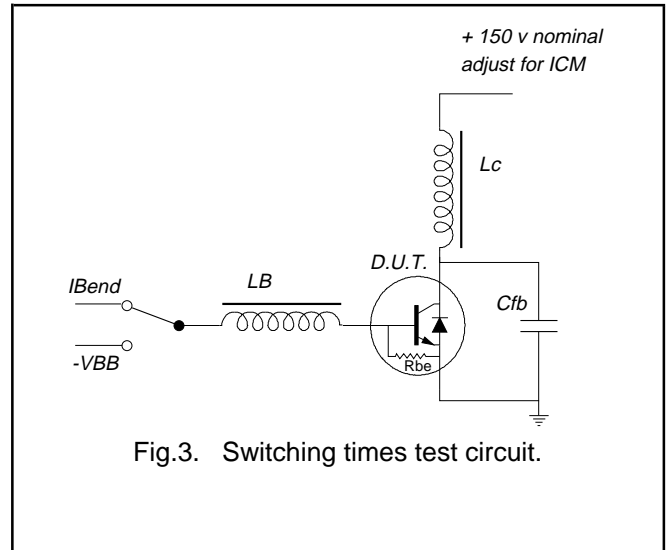 + 150 v nominal
adjust for ICM
Lc
D.U.T.
IBend
LB
Cfb
-VBB
Rbe
Fig.3. Switching times test circuit.